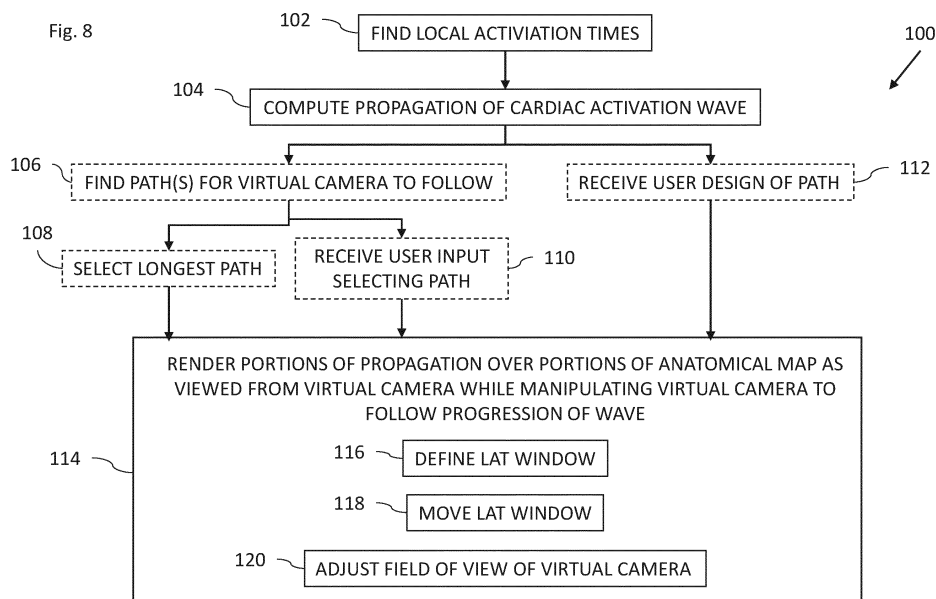 Fig. 8
102
FIND LOCAL ACTIVIATION TIMES
100
104
COMPUTE PROPAGATION OF CARDIAC ACTIVATION WAVE
106
FIND PATH(S) FOR VIRTUAL CAMERA TO FOLLOW
RECEIVE USER DESIGN OF PATH
112
108
SELECT LONGEST PATH
RECEIVE USER INPUT
SELECTING PATH
110
RENDER PORTIONS OF PROPAGATION OVER PORTIONS OF ANATOMICAL MAP AS
VIEWED FROM VIRTUAL CAMERA WHILE MANIPULATING VIRTUAL CAMERA TO
FOLLOW PROGRESSION OF WAVE
114
116
DEFINE LAT WINDOW
118
MOVE LAT WINDOW
120
ADJUST FIELD OF VIEW OF VIRTUAL CAMERA